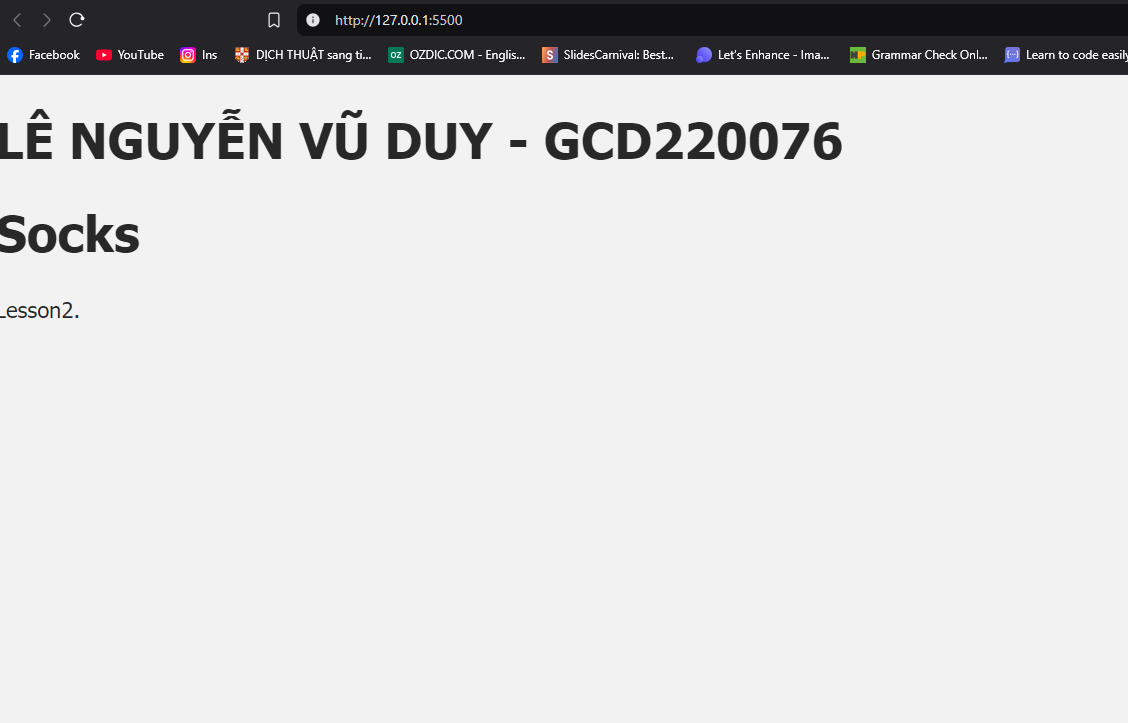 http://127.0.0.1:5500
Facebook YouTube Ins DỊCH THUẬT sang ti... OZ OZDIC.COM - Englis... S SlidesCarnival: Best... Let's Enhance - Ima... Grammar Check Onl... Learn to code easily
LÊ NGUYỄN VŨ DUY - GCD220076
Socks
Lesson2.